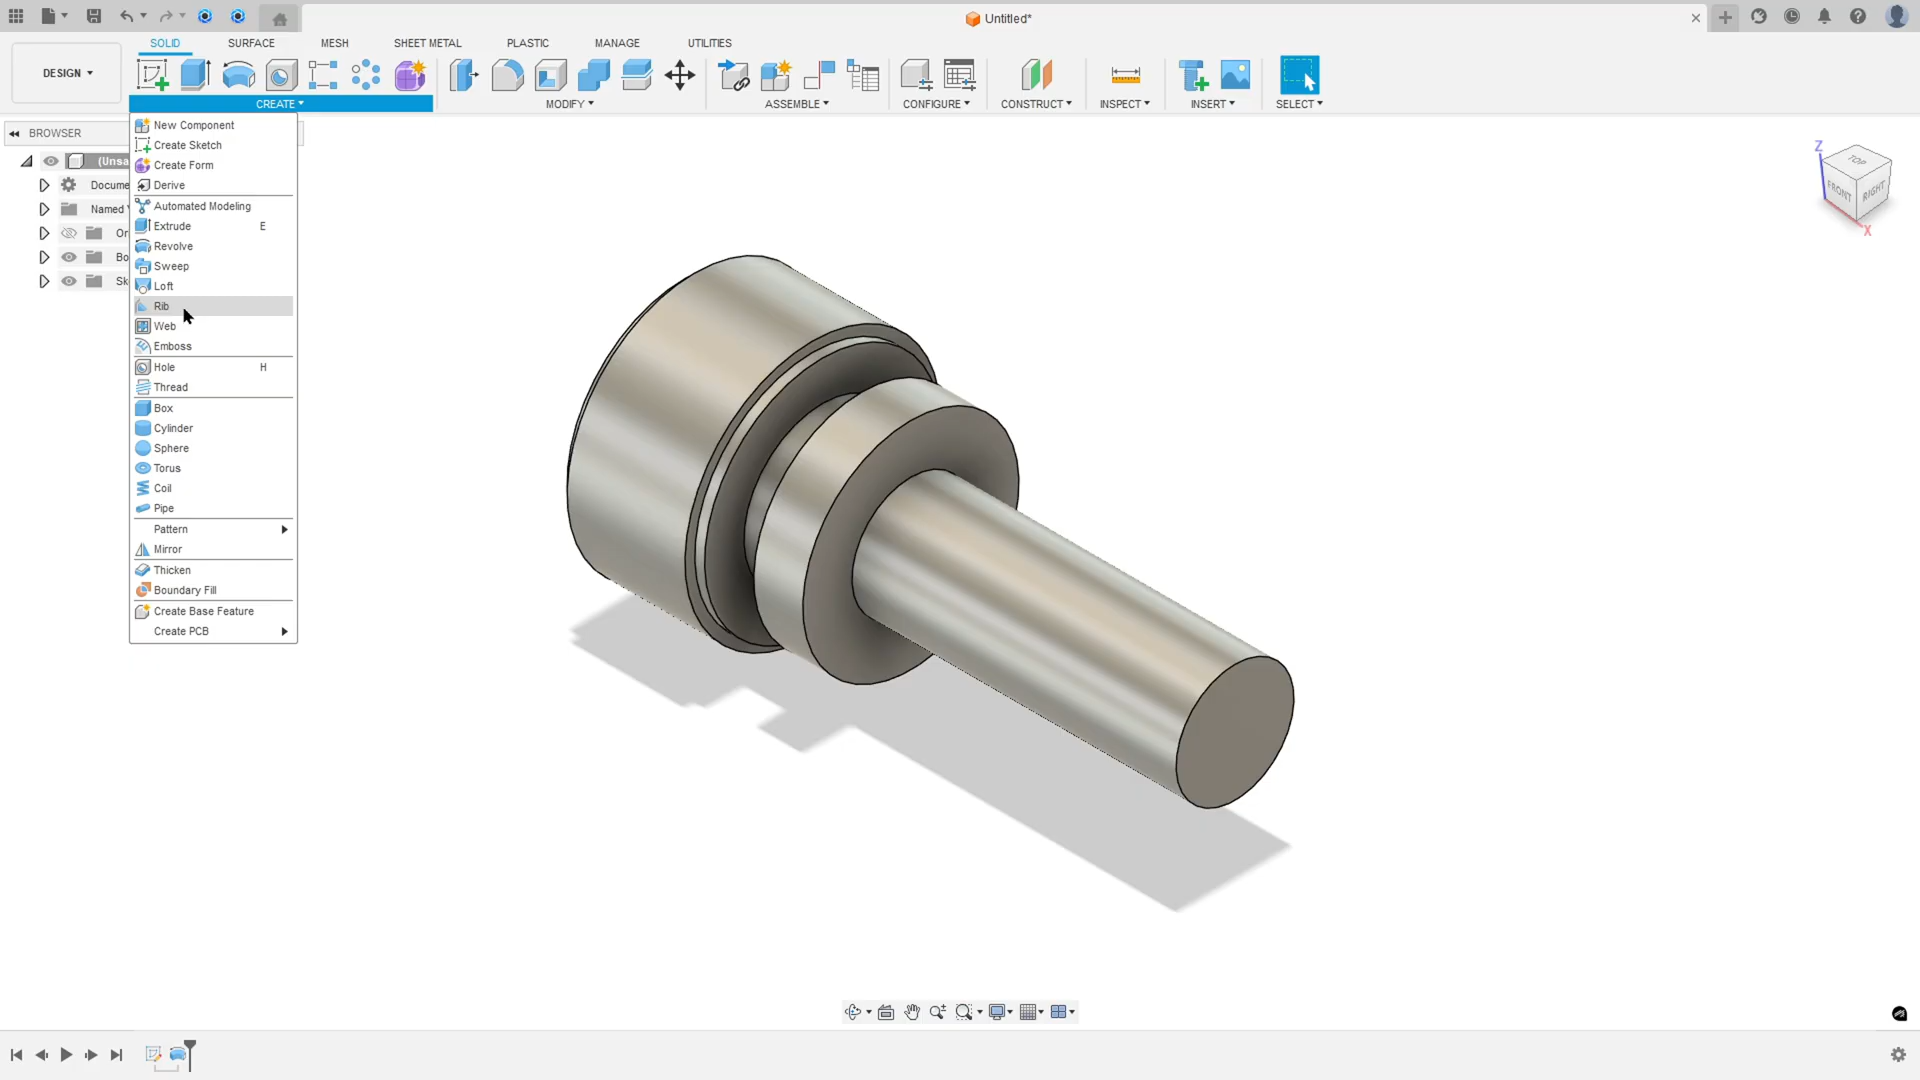 Untitled*
SOLID SURFACE MESH SHEET METAL PLASTIC MANAGE UTILITIES
DESIGN
CREATE MODIFY ASSEMBLE CONFIGURE CONSTRUCT INSPECT INSERT SELECT
BROWSER
(Unsa
Docume
Named V
Or
Bo
Sk
New Component
Create Sketch
Create Form
Derive
Automated Modeling
Extrude E
Revolve
Sweep
Loft
Rib
Web
Emboss
Hole H
Thread
Box
Cylinder
Sphere
Torus
Coil
Pipe
Pattern
Mirror
Thicken
Boundary Fill
Create Base Feature
Create PCB
Z
TOP
FRONT
RIGHT
X